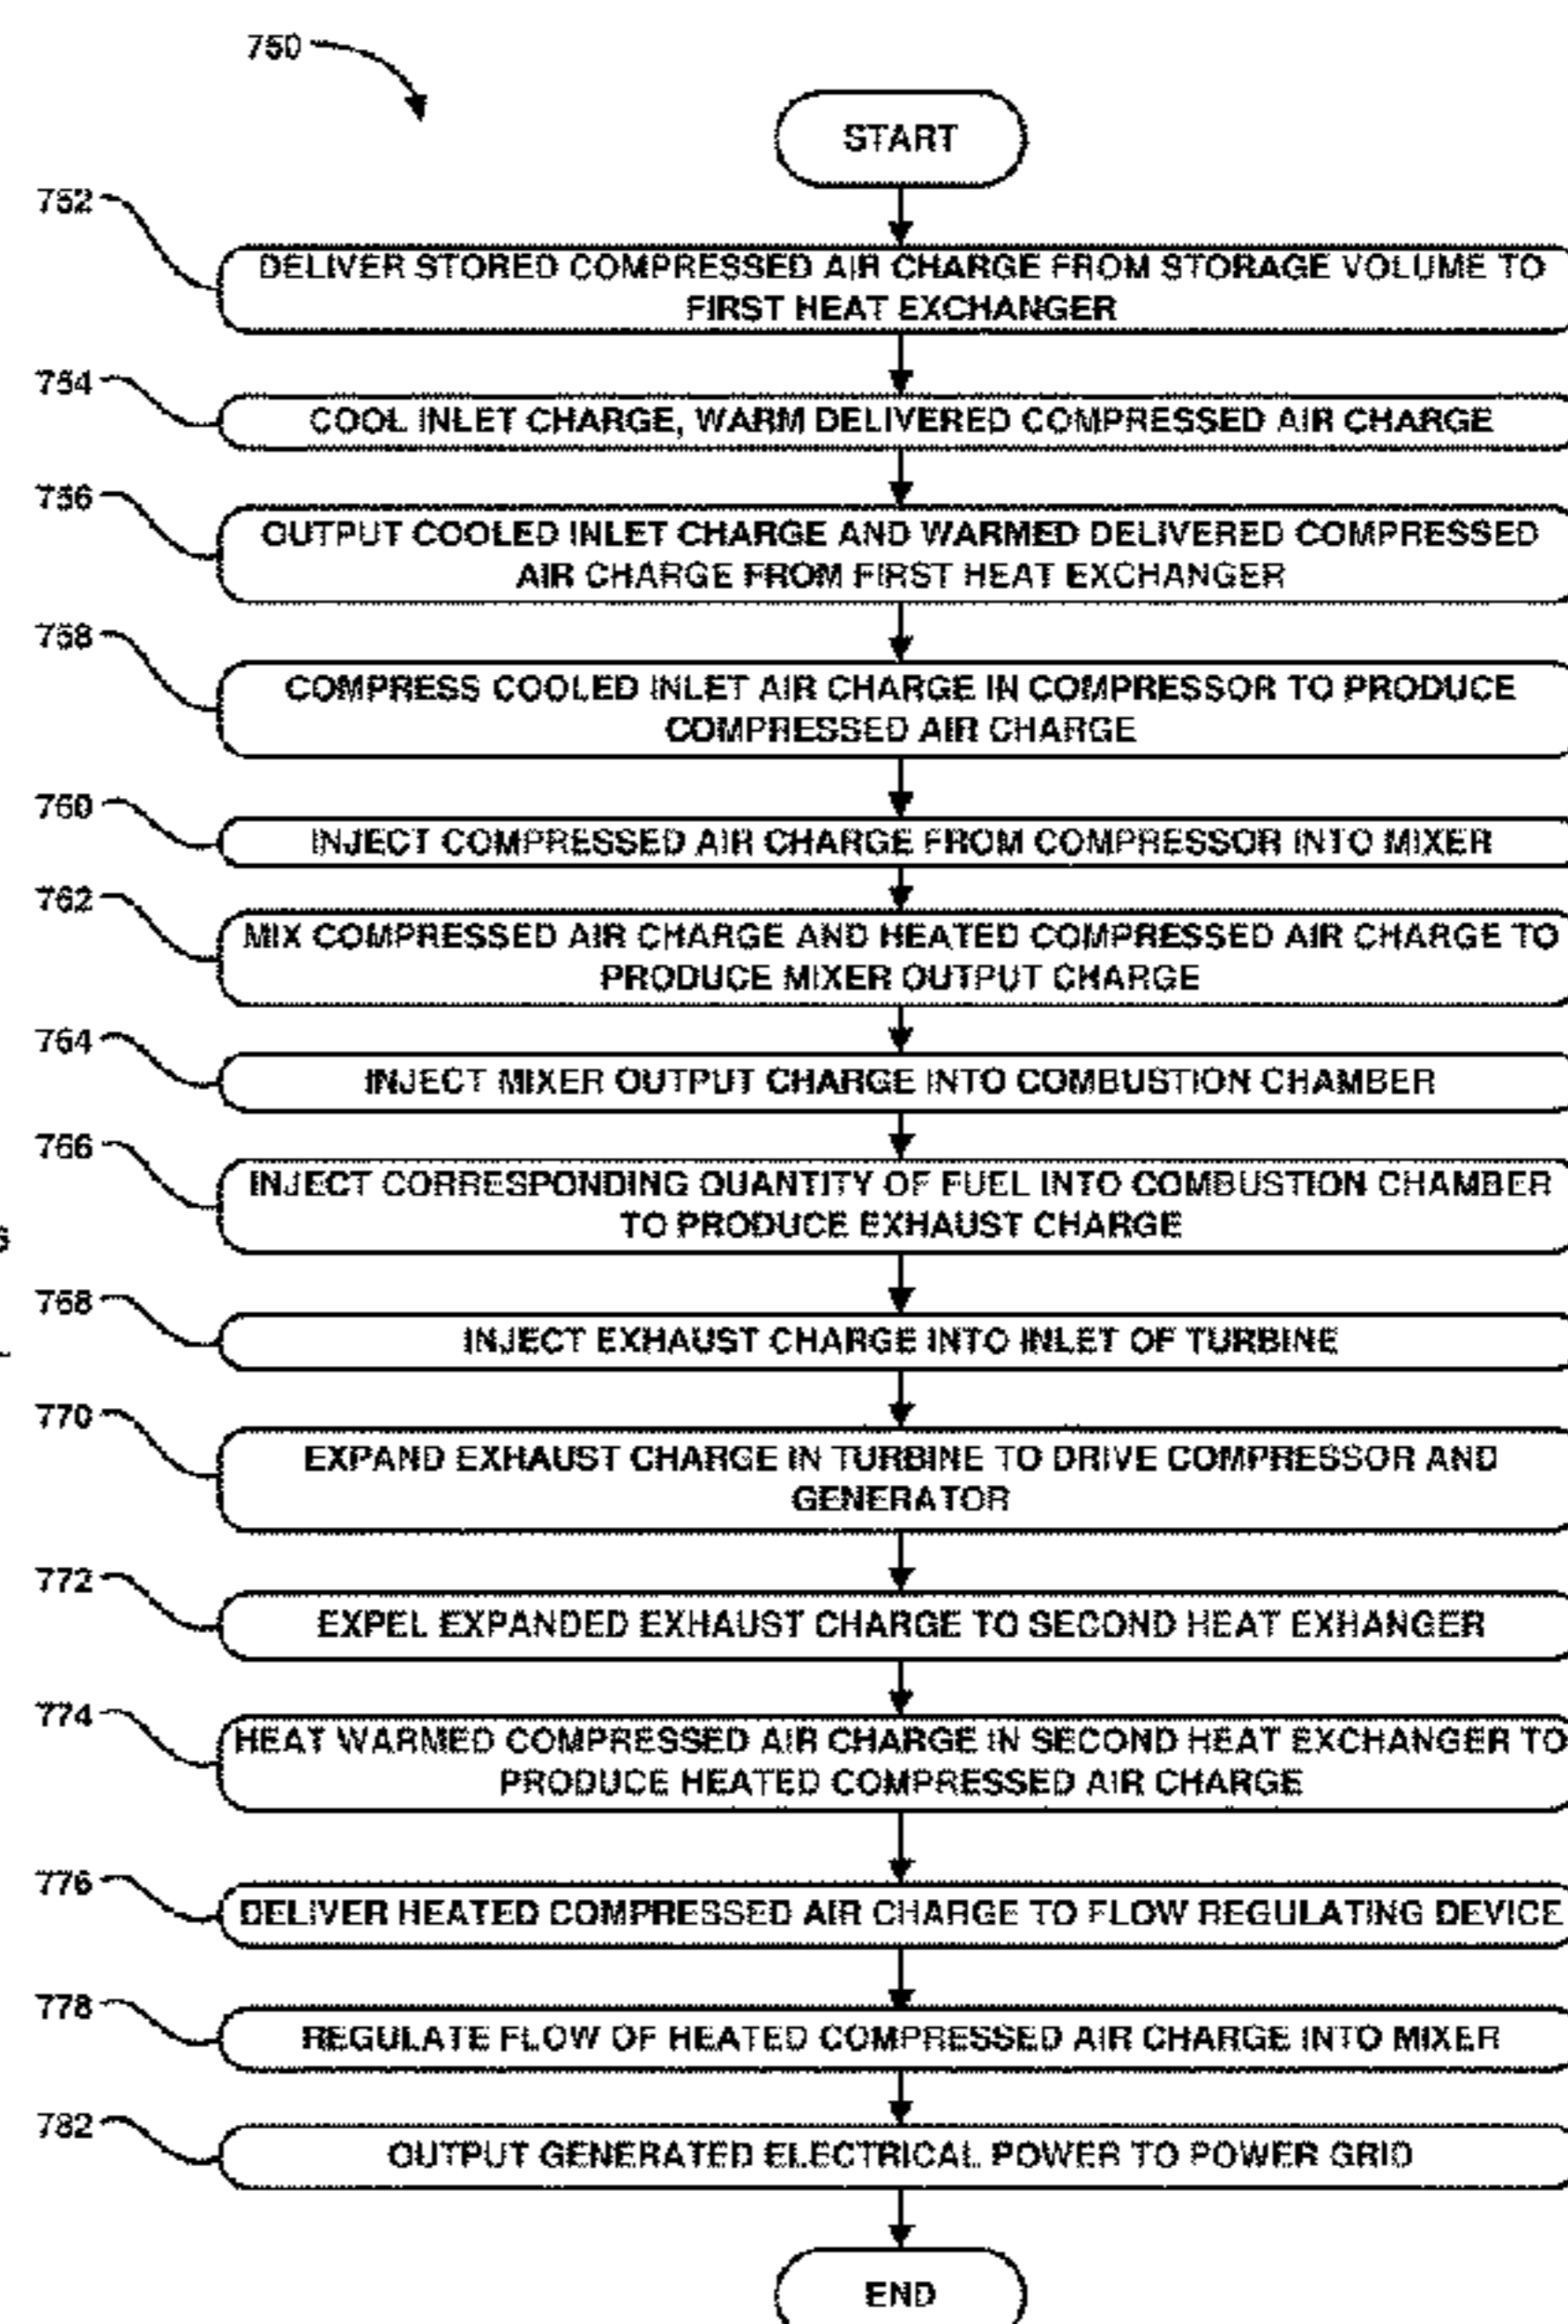 750
START
752
DELIVER STORED COMPRESSED AIR CHARGE FROM STORAGE VOLUME TO
FIRST HEAT EXCHANGER
754
COOL INLET CHARGE, WARM DELIVERED COMPRESSED AIR CHARGE
756
OUTPUT COOLED INLET CHARGE AND WARMED DELIVERED COMPRESSED
AIR CHARGE FROM FIRST HEAT EXCHANGER
758
COMPRESS COOLED INLET AIR CHARGE IN COMPRESSOR TO PRODUCE
COMPRESSED AIR CHARGE
760
INJECT COMPRESSED AIR CHARGE FROM COMPRESSOR INTO MIXER
762
MIX COMPRESSED AIR CHARGE AND HEATED COMPRESSED AIR CHARGE TO
PRODUCE MIXER OUTPUT CHARGE
764
INJECT MIXER OUTPUT CHARGE INTO COMBUSTION CHAMBER
766
INJECT CORRESPONDING QUANTITY OF FUEL INTO COMBUSTION CHAMBER
TO PRODUCE EXHAUST CHARGE
768
INJECT EXHAUST CHARGE INTO INLET OF TURBINE
770
EXPAND EXHAUST CHARGE IN TURBINE TO DRIVE COMPRESSOR AND
GENERATOR
772
EXPEL EXPANDED EXHAUST CHARGE TO SECOND HEAT EXHANGER
774
HEAT WARMED COMPRESSED AIR CHARGE IN SECOND HEAT EXCHANGER TO
PRODUCE HEATED COMPRESSED AIR CHARGE
776
DELIVER HEATED COMPRESSED AIR CHARGE TO FLOW REGULATING DEVICE
778
REGULATE FLOW OF HEATED COMPRESSED AIR CHARGE INTO MIXER
782
OUTPUT GENERATED ELECTRICAL POWER TO POWER GRID
END